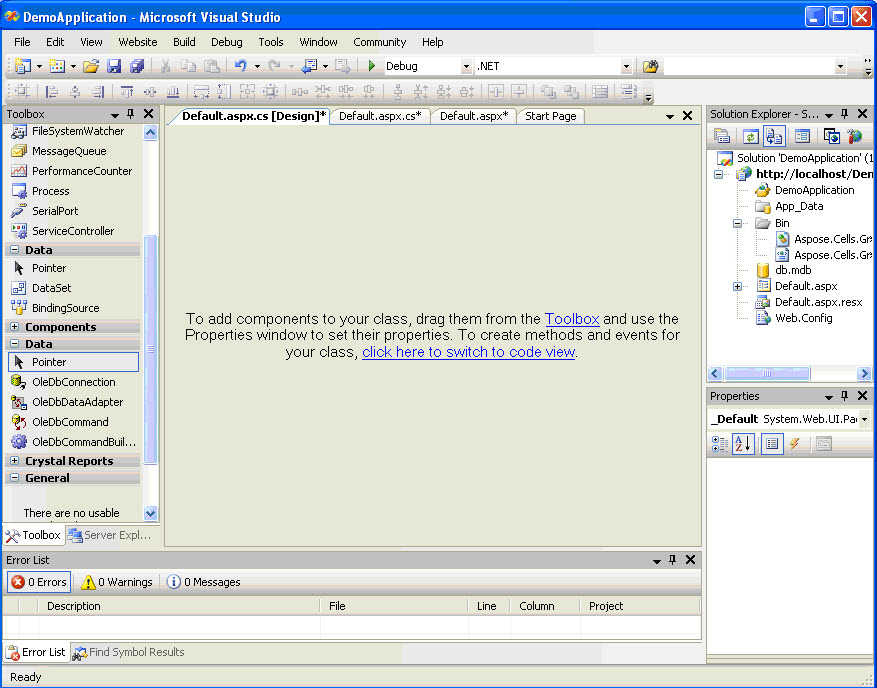 DemoApplication - Microsoft Visual Studio
File Edit View Website Build Debug Tools Window Community Help
Debug .NET
Toolbox
FileSystemWatcher
MessageQueue
PerformanceCounter
Process
SerialPort
ServiceController
Data
Pointer
DataSet
BindingSource
Components
Data
Pointer
OleDbConnection
OleDbDataAdapter
OleDbCommand
OleDbCommandBuil...
Crystal Reports
General
There are no usable
Toolbox Server Expl...
Default.aspx.cs [Design]* Default.aspx.cs* Default.aspx* Start Page
To add components to your class, drag them from the Toolbox and use the
Properties window to set their properties. To create methods and events for
your class, click here to switch to code view.
Solution Explorer - S...
Solution 'DemoApplication' (1
http://localhost/Den
DemoApplication
App_Data
Bin
Aspose.Cells.Gr
Aspose.Cells.Gr
db.mdb
Default.aspx
Default.aspx.resx
Web.Config
Properties
_Default System.Web.UI.Pa
Error List
0 Errors 0 Warnings 0 Messages
Description File Line Column Project
Error List Find Symbol Results
Ready